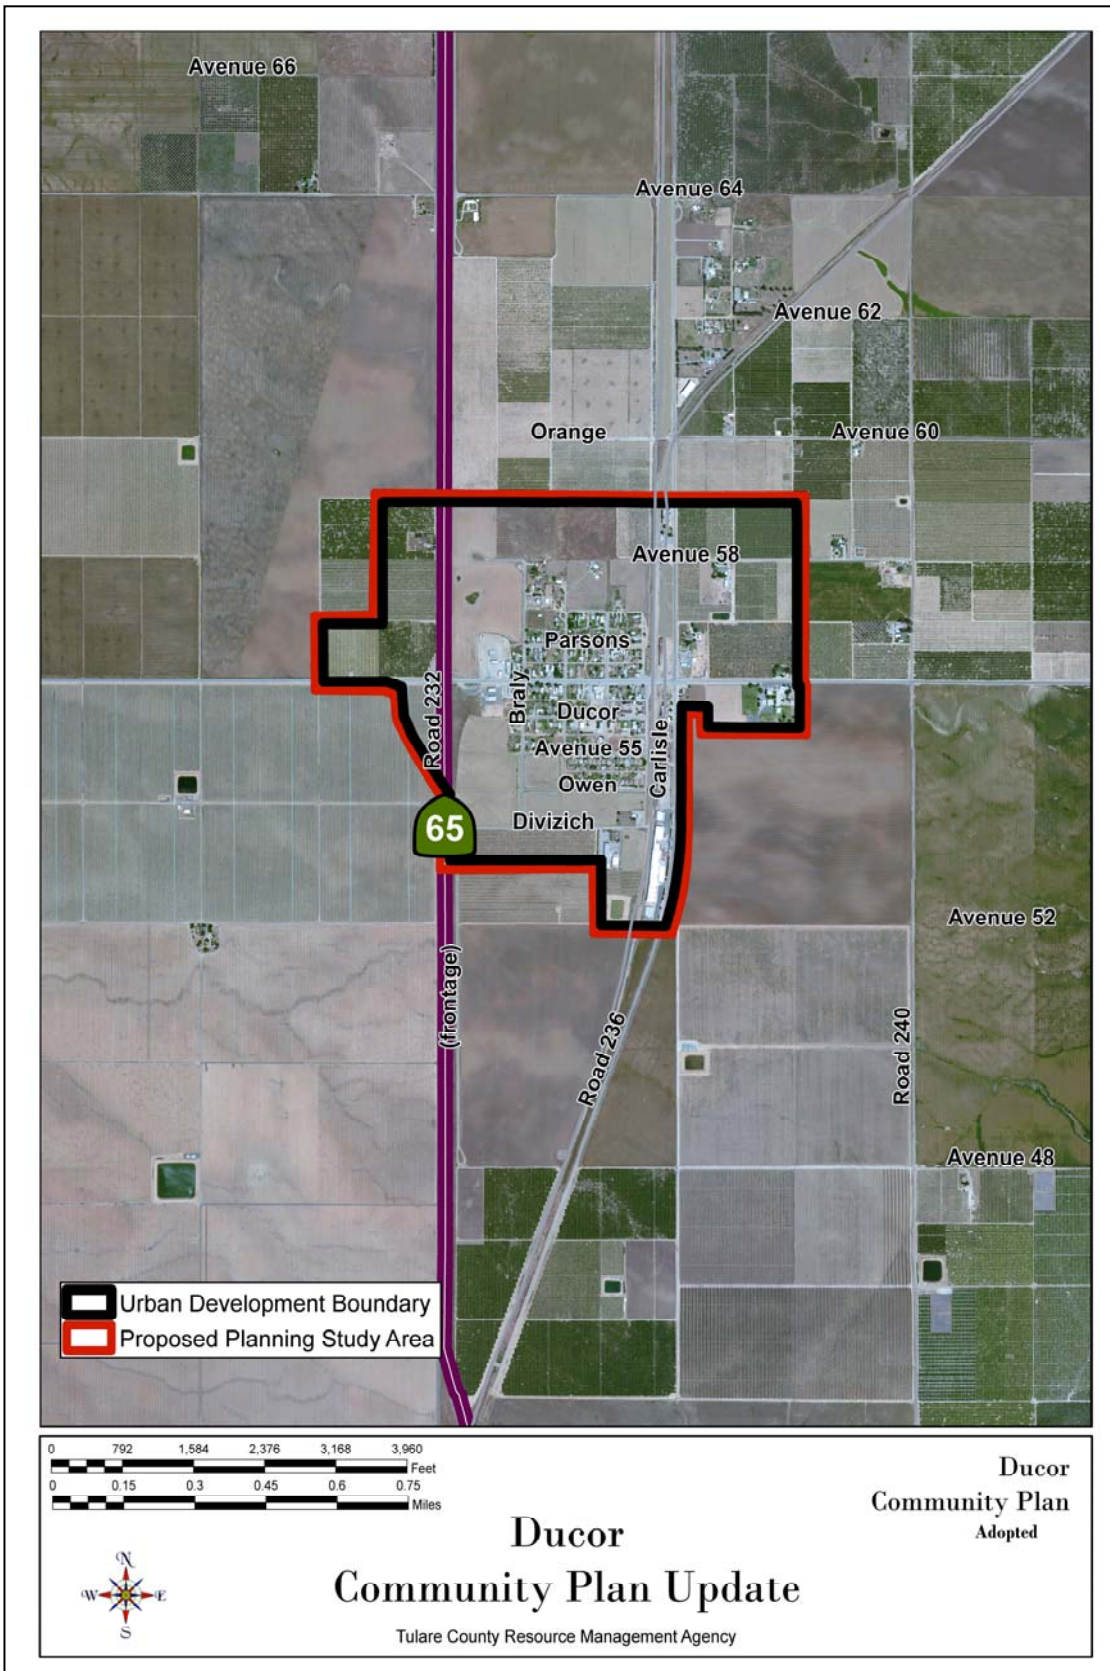 Avenue 66
Avenue 64
Avenue 62
Orange
Avenue 60
Avenue 58
Parsons
Road 232
Braly
Ducor
Carlisle
Avenue 55
Owen
65
Divizich
Avenue 52
(frontage)
Road 236
Road 240
Avenue 48
Urban Development Boundary
Proposed Planning Study Area
0 792 1,584 2,376 3,168 3,960
Feet
0 0.15 0.3 0.45 0.6 0.75
Miles
Ducor
Community Plan
Adopted
Ducor
Community Plan Update
Tulare County Resource Management Agency
N
W E
S